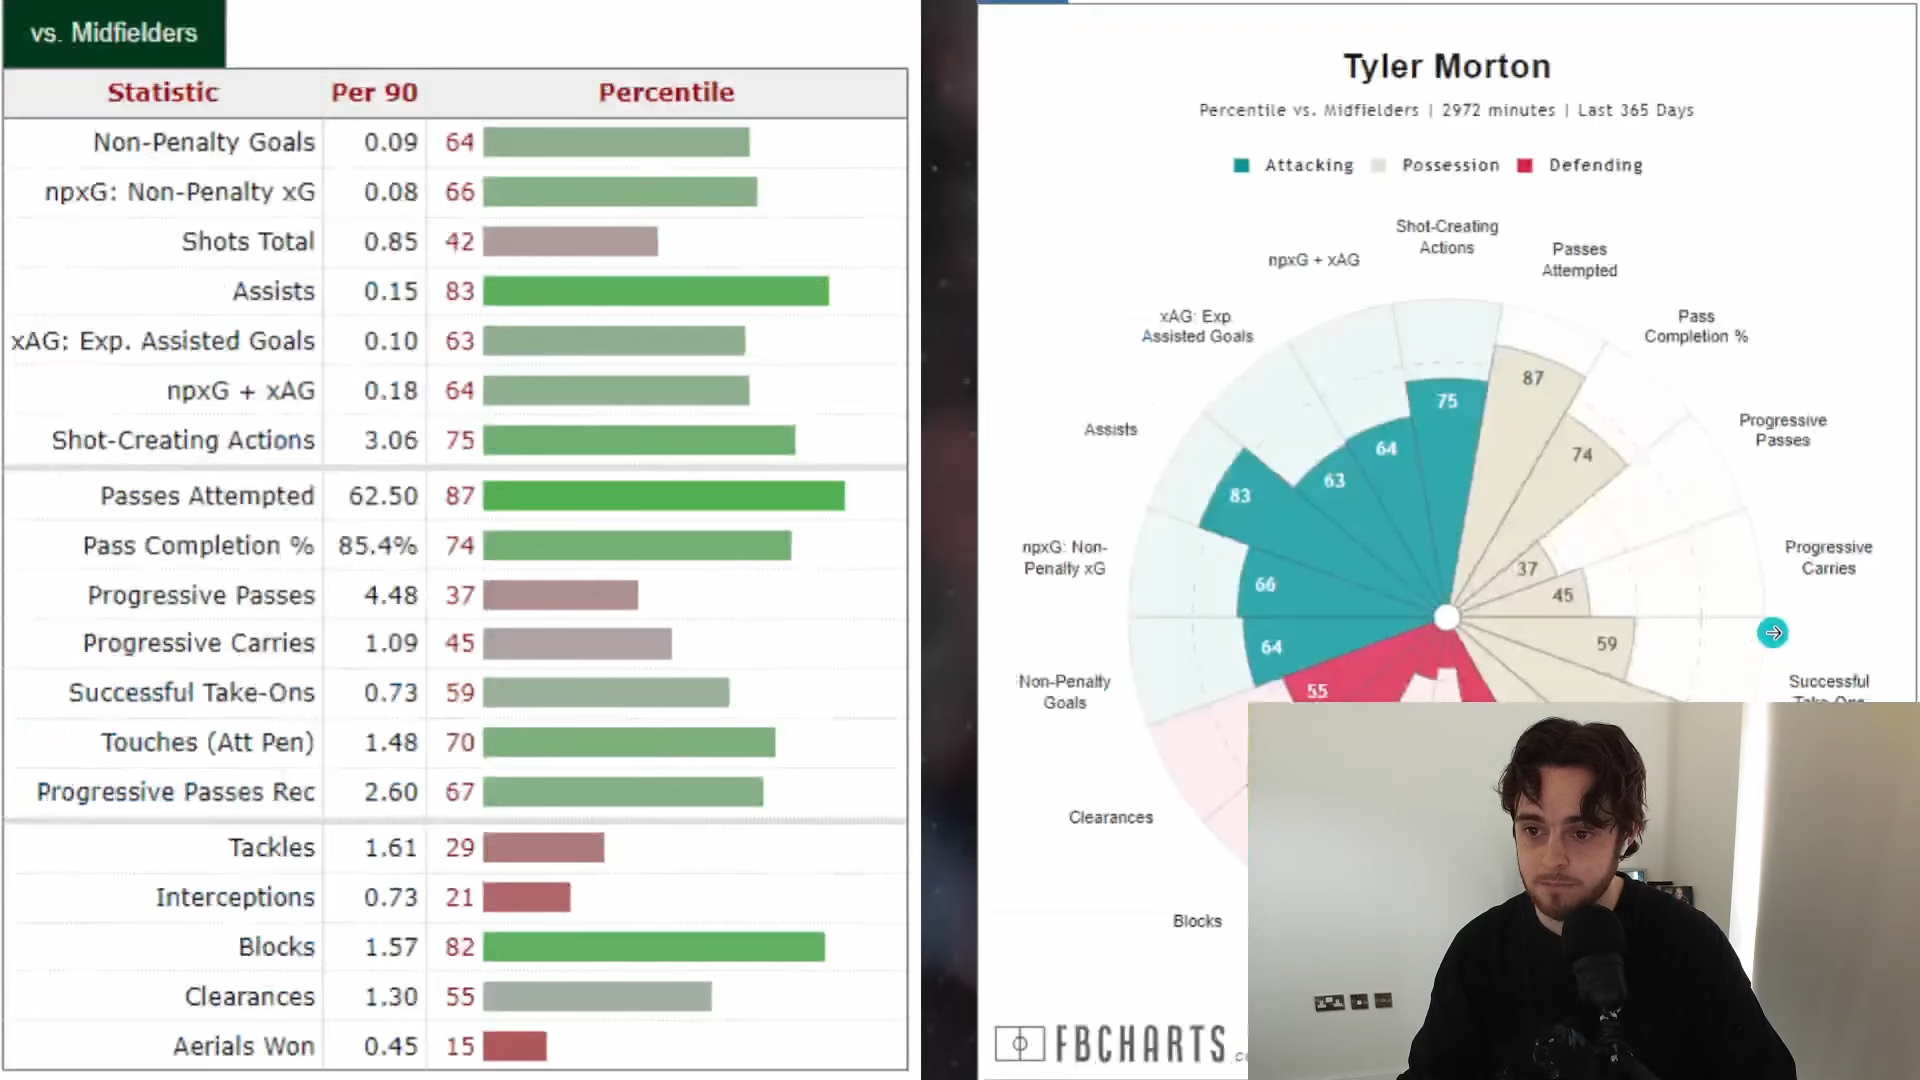 vs. Midfielders
Statistic Per 90 Percentile
Non-Penalty Goals 0.09 64
npxG: Non-Penalty xG 0.08 66
Shots Total 0.85 42
Assists 0.15 83
xAG: Exp. Assisted Goals 0.10 63
npxG + xAG 0.18 64
Shot-Creating Actions 3.06 75
Passes Attempted 62.50 87
Pass Completion % 85.4% 74
Progressive Passes 4.48 37
Progressive Carries 1.09 45
Successful Take-Ons 0.73 59
Touches (Att Pen) 1.48 70
Progressive Passes Rec 2.60 67
Tackles 1.61 29
Interceptions 0.73 21
Blocks 1.57 82
Clearances 1.30 55
Aerials Won 0.45 15
Tyler Morton
Percentile vs. Midfielders | 2972 minutes | Last 365 Days
Attacking Possession Defending
Shot-Creating
Actions
npxG + xAG
Passes
Attempted
xAG: Exp.
Assisted Goals
Pass
Completion %
Assists
Progressive
Passes
npxG: Non-
Penalty xG
Progressive
Carries
Non-Penalty
Goals
Successful
Take-Ons
Clearances
Blocks
87
75
64
74
63
83
37
66
45
59
64
55
FBCHARTS